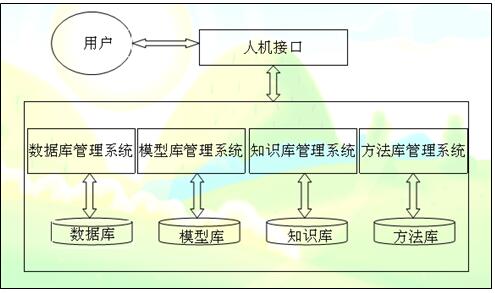 用户
人机接口
数据库管理系统
模型库管理系统
知识库管理系统
方法库管理系统
数据库
模型库
知识库
方法库